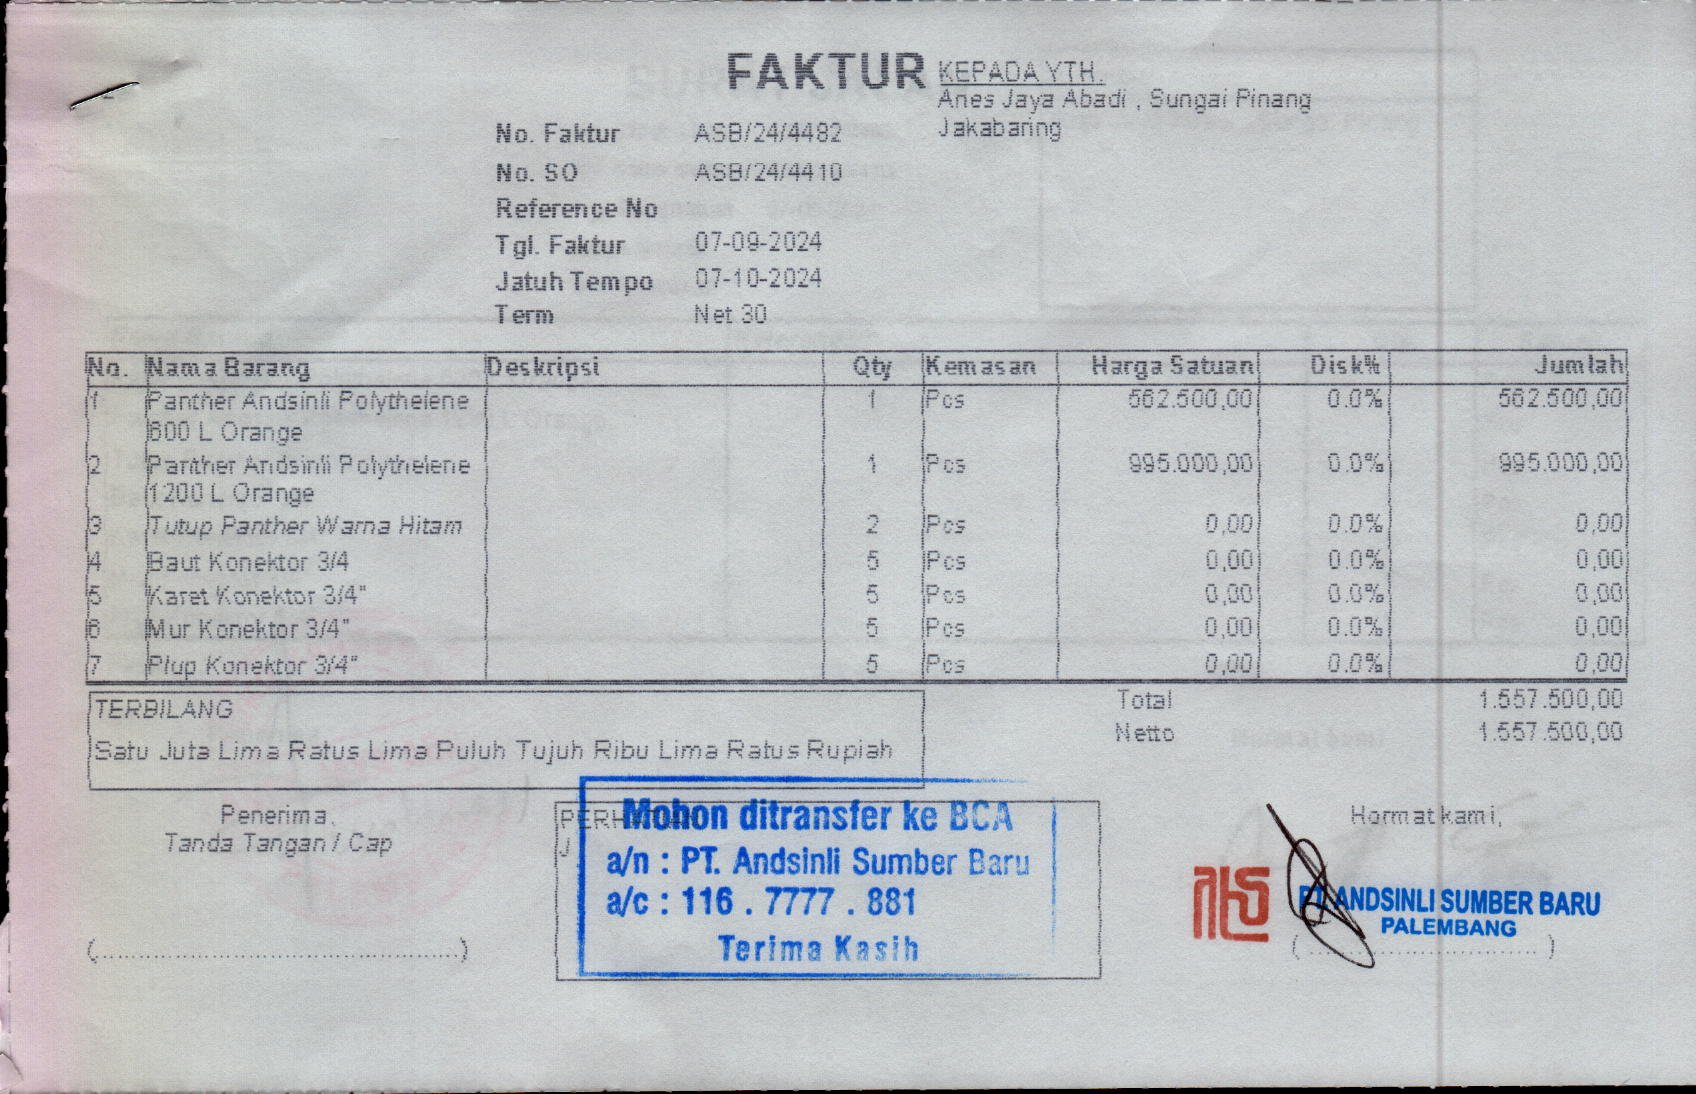 FAKTUR
KEPADA YTH.
Anes Jaya Abadi , Sungai Pinang
Jakabaring
No. Faktur ASB/24/4482
No. SO ASB/24/4410
Reference No
Tgl. Faktur 07-09-2024
Jatuh Tempo 07-10-2024
Term Net 30
No. Nama Barang Deskripsi Qty Kemasan Harga Satuan Disk% Jumlah
1 Panther Andsinli Polythelene 1 Pcs 562.500,00 0.0% 562.500,00
600 L Orange
2 Panther Andsinli Polythelene 1 Pcs 995.000,00 0.0% 995.000,00
1200 L Orange
3 Tutup Panther Warna Hitam 2 Pcs 0,00 0.0% 0,00
4 Baut Konektor 3/4 5 Pcs 0,00 0.0% 0,00
5 Karet Konektor 3/4" 5 Pcs 0,00 0.0% 0,00
6 Mur Konektor 3/4" 5 Pcs 0,00 0.0% 0,00
7 Plup Konektor 3/4" 5 Pcs 0,00 0.0% 0,00
TERBILANG
Satu Juta Lima Ratus Lima Puluh Tujuh Ribu Lima Ratus Rupiah
Total 1.557.500,00
Netto 1.557.500,00
Penerima,
Tanda Tangan / Cap
(..............................................)
PERHATIAN
Mohon ditransfer ke BCA
a/n : PT. Andsinli Sumber Baru
a/c : 116 . 7777 . 881
Terima Kasih
Hormat kami,
PT. ANDSINLI SUMBER BARU
PALEMBANG
(..............................)